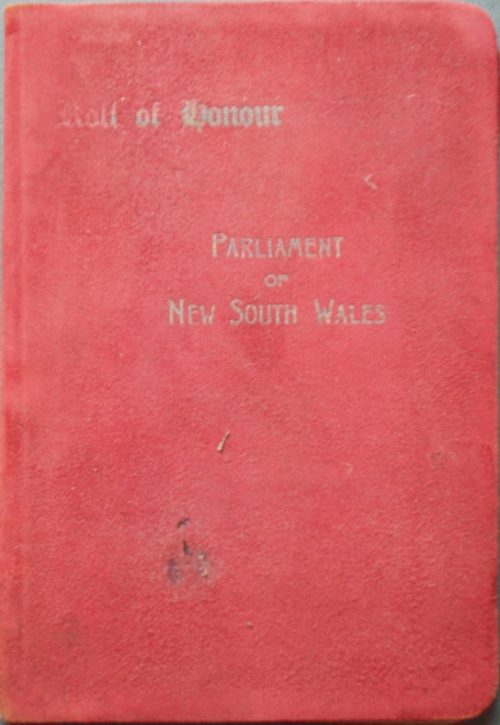 Roll of Honour
PARLIAMENT
OF
NEW SOUTH WALES